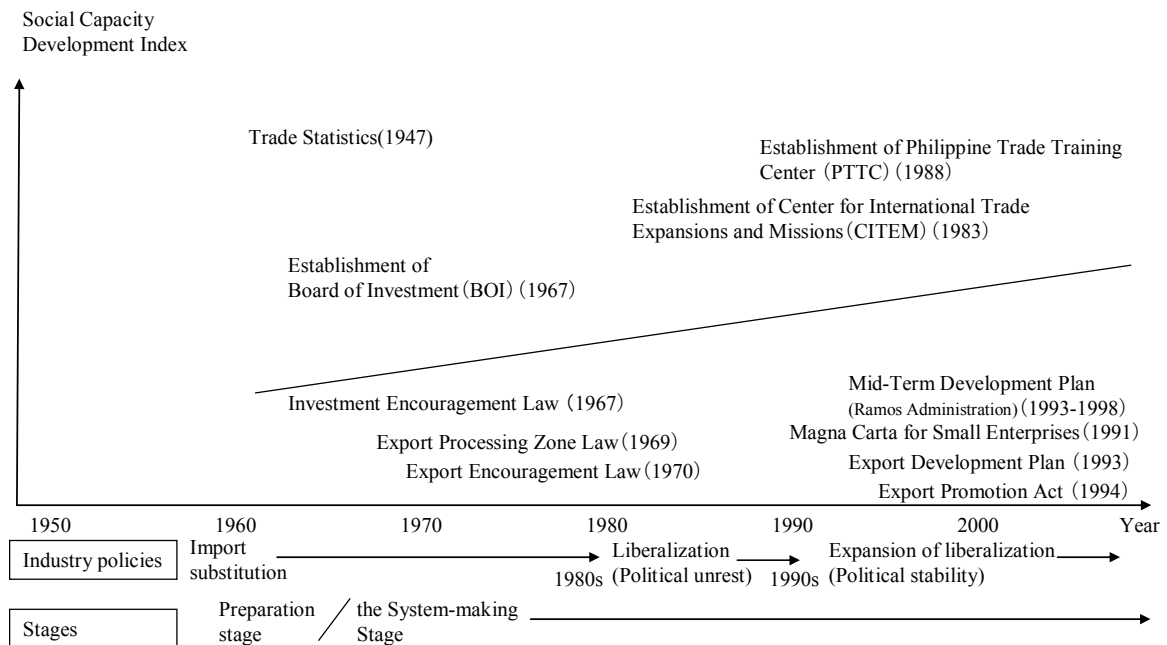 Social Capacity
Development Index
Trade Statistics(1947)
Establishment of Philippine Trade Training
Center (PTTC) (1988)
Establishment of Center for International Trade
Expansions and Missions(CITEM) (1983)
Establishment of
Board of Investment(BOI) (1967)
Investment Encouragement Law (1967)
Export Processing Zone Law(1969)
Export Encouragement Law(1970)
Mid-Term Development Plan
(Ramos Administration)(1993-1998)
Magna Carta for Small Enterprises(1991)
Export Development Plan (1993)
Export Promotion Act (1994)
1950 1960 1970 1980 1990 2000 Year
Industry policies
Import
substitution
1980s
Liberalization
(Political unrest)
1990s
Expansion of liberalization
(Political stability)
Stages
Preparation
stage
the System-making
Stage